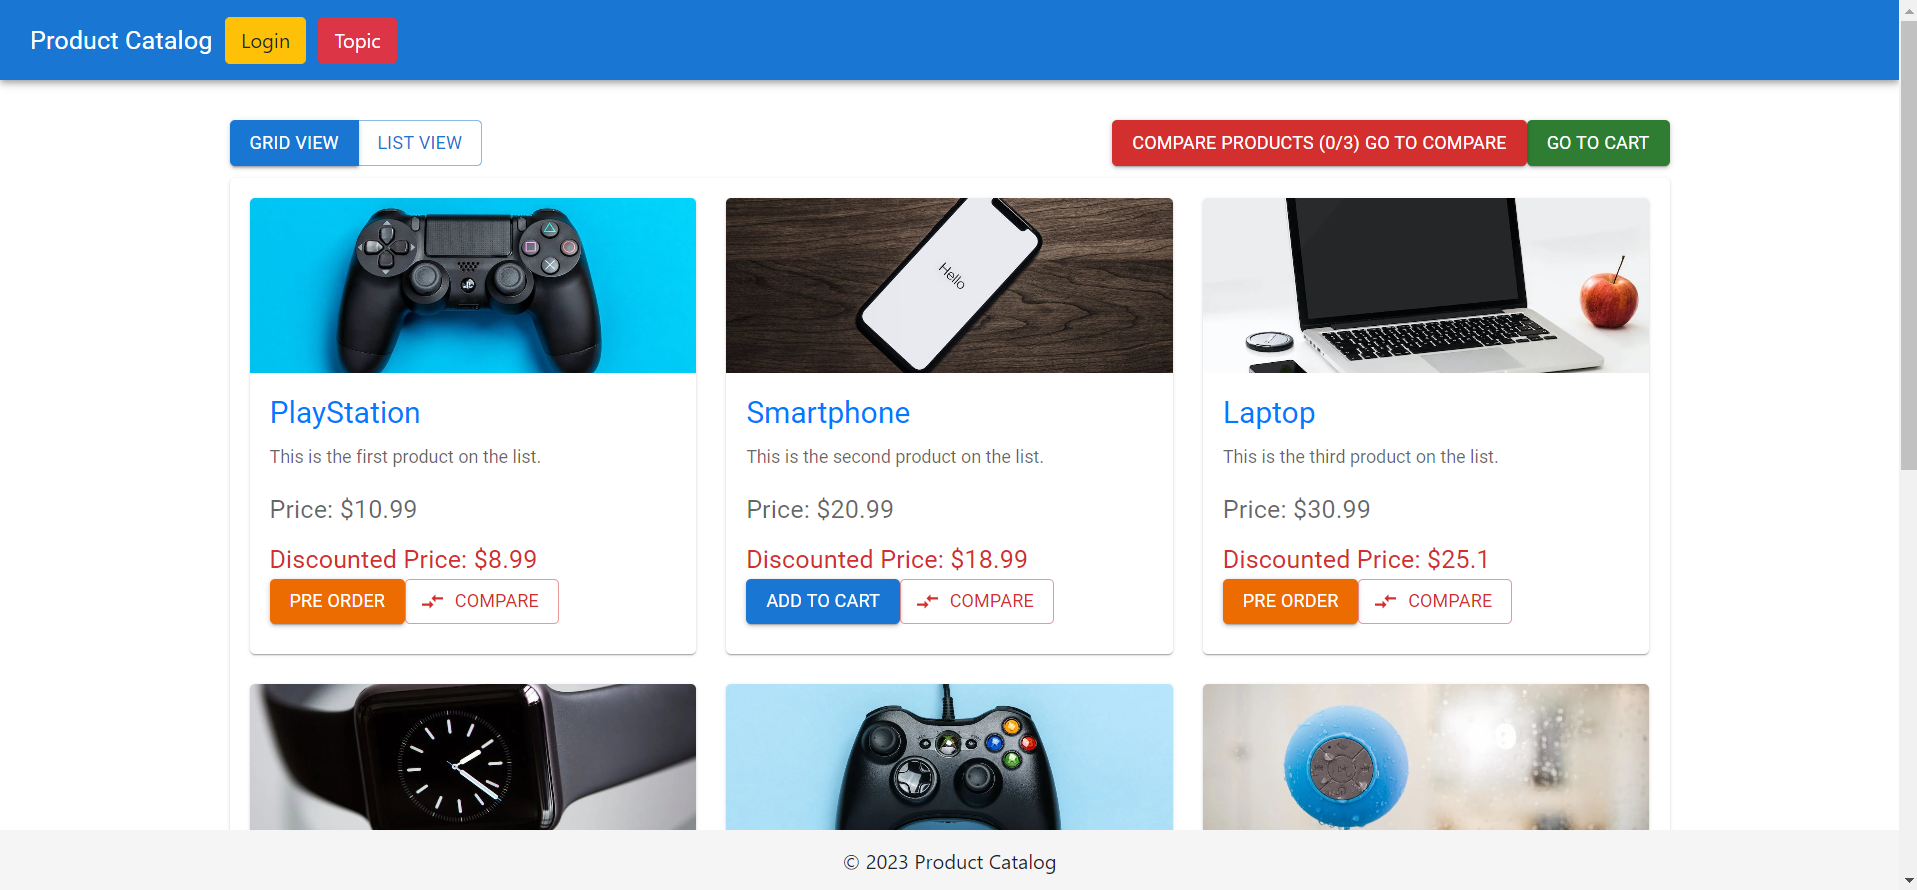 Product Catalog Login Topic
GRID VIEW LIST VIEW COMPARE PRODUCTS (0/3) GO TO COMPARE GO TO CART
Hello
PlayStation
This is the first product on the list.
Price: $10.99
Discounted Price: $8.99
PRE ORDER COMPARE
Smartphone
This is the second product on the list.
Price: $20.99
Discounted Price: $18.99
ADD TO CART COMPARE
Laptop
This is the third product on the list.
Price: $30.99
Discounted Price: $25.1
PRE ORDER COMPARE
© 2023 Product Catalog